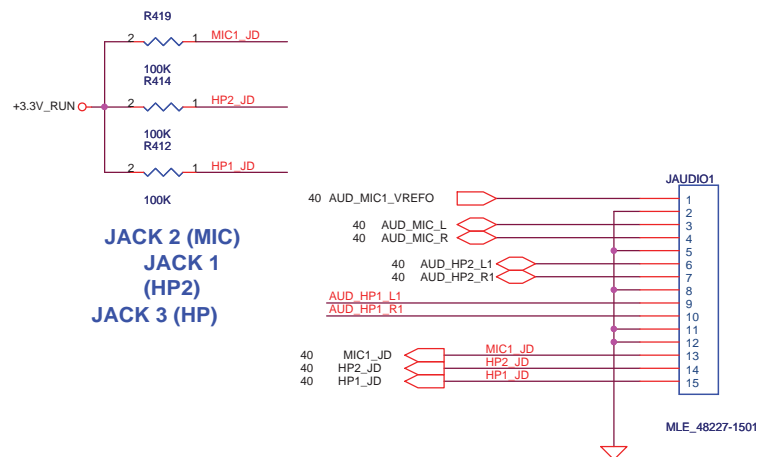 R419
2 1 MIC1_JD
100K
R414
+3.3V_RUN 2 1 HP2_JD
100K
R412
2 1 HP1_JD
100K
JACK 2 (MIC)
JACK 1
(HP2)
JACK 3 (HP)
JAUDIO1
40 AUD_MIC1_VREFO 1
2
40 AUD_MIC_L 3
40 AUD_MIC_R 4
5
40 AUD_HP2_L1 6
40 AUD_HP2_R1 7
8
AUD_HP1_L1 9
AUD_HP1_R1 10
11
12
40 MIC1_JD MIC1_JD 13
40 HP2_JD HP2_JD 14
40 HP1_JD HP1_JD 15
MLE_48227-1501